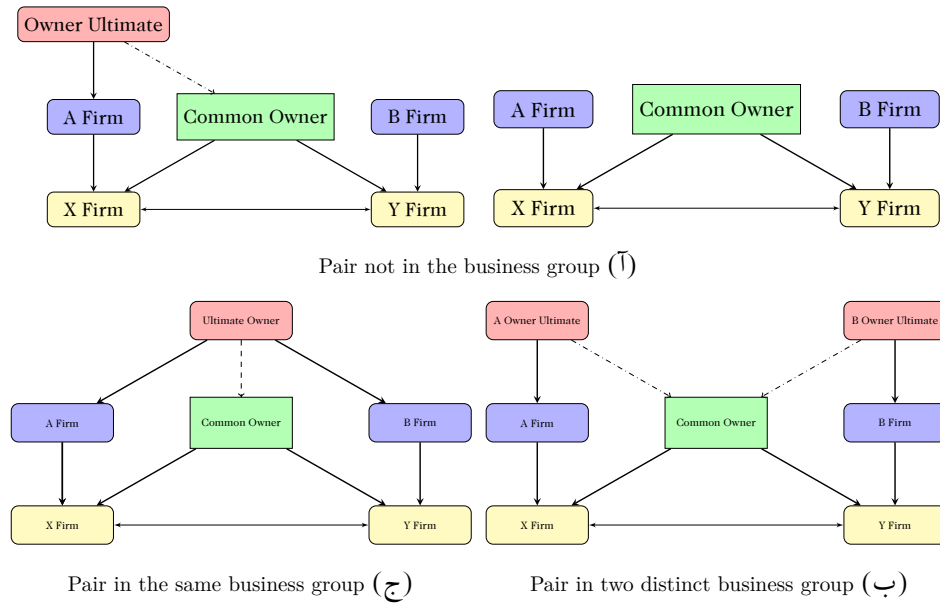 Owner Ultimate
A Firm
Common Owner
B Firm
X Firm
Y Firm
A Firm
Common Owner
B Firm
X Firm
Y Firm
Pair not in the business group (آ)
Ultimate Owner
A Firm
Common Owner
B Firm
X Firm
Y Firm
Pair in the same business group (ج)
A Owner Ultimate
B Owner Ultimate
A Firm
Common Owner
B Firm
X Firm
Y Firm
Pair in two distinct business group (ب)